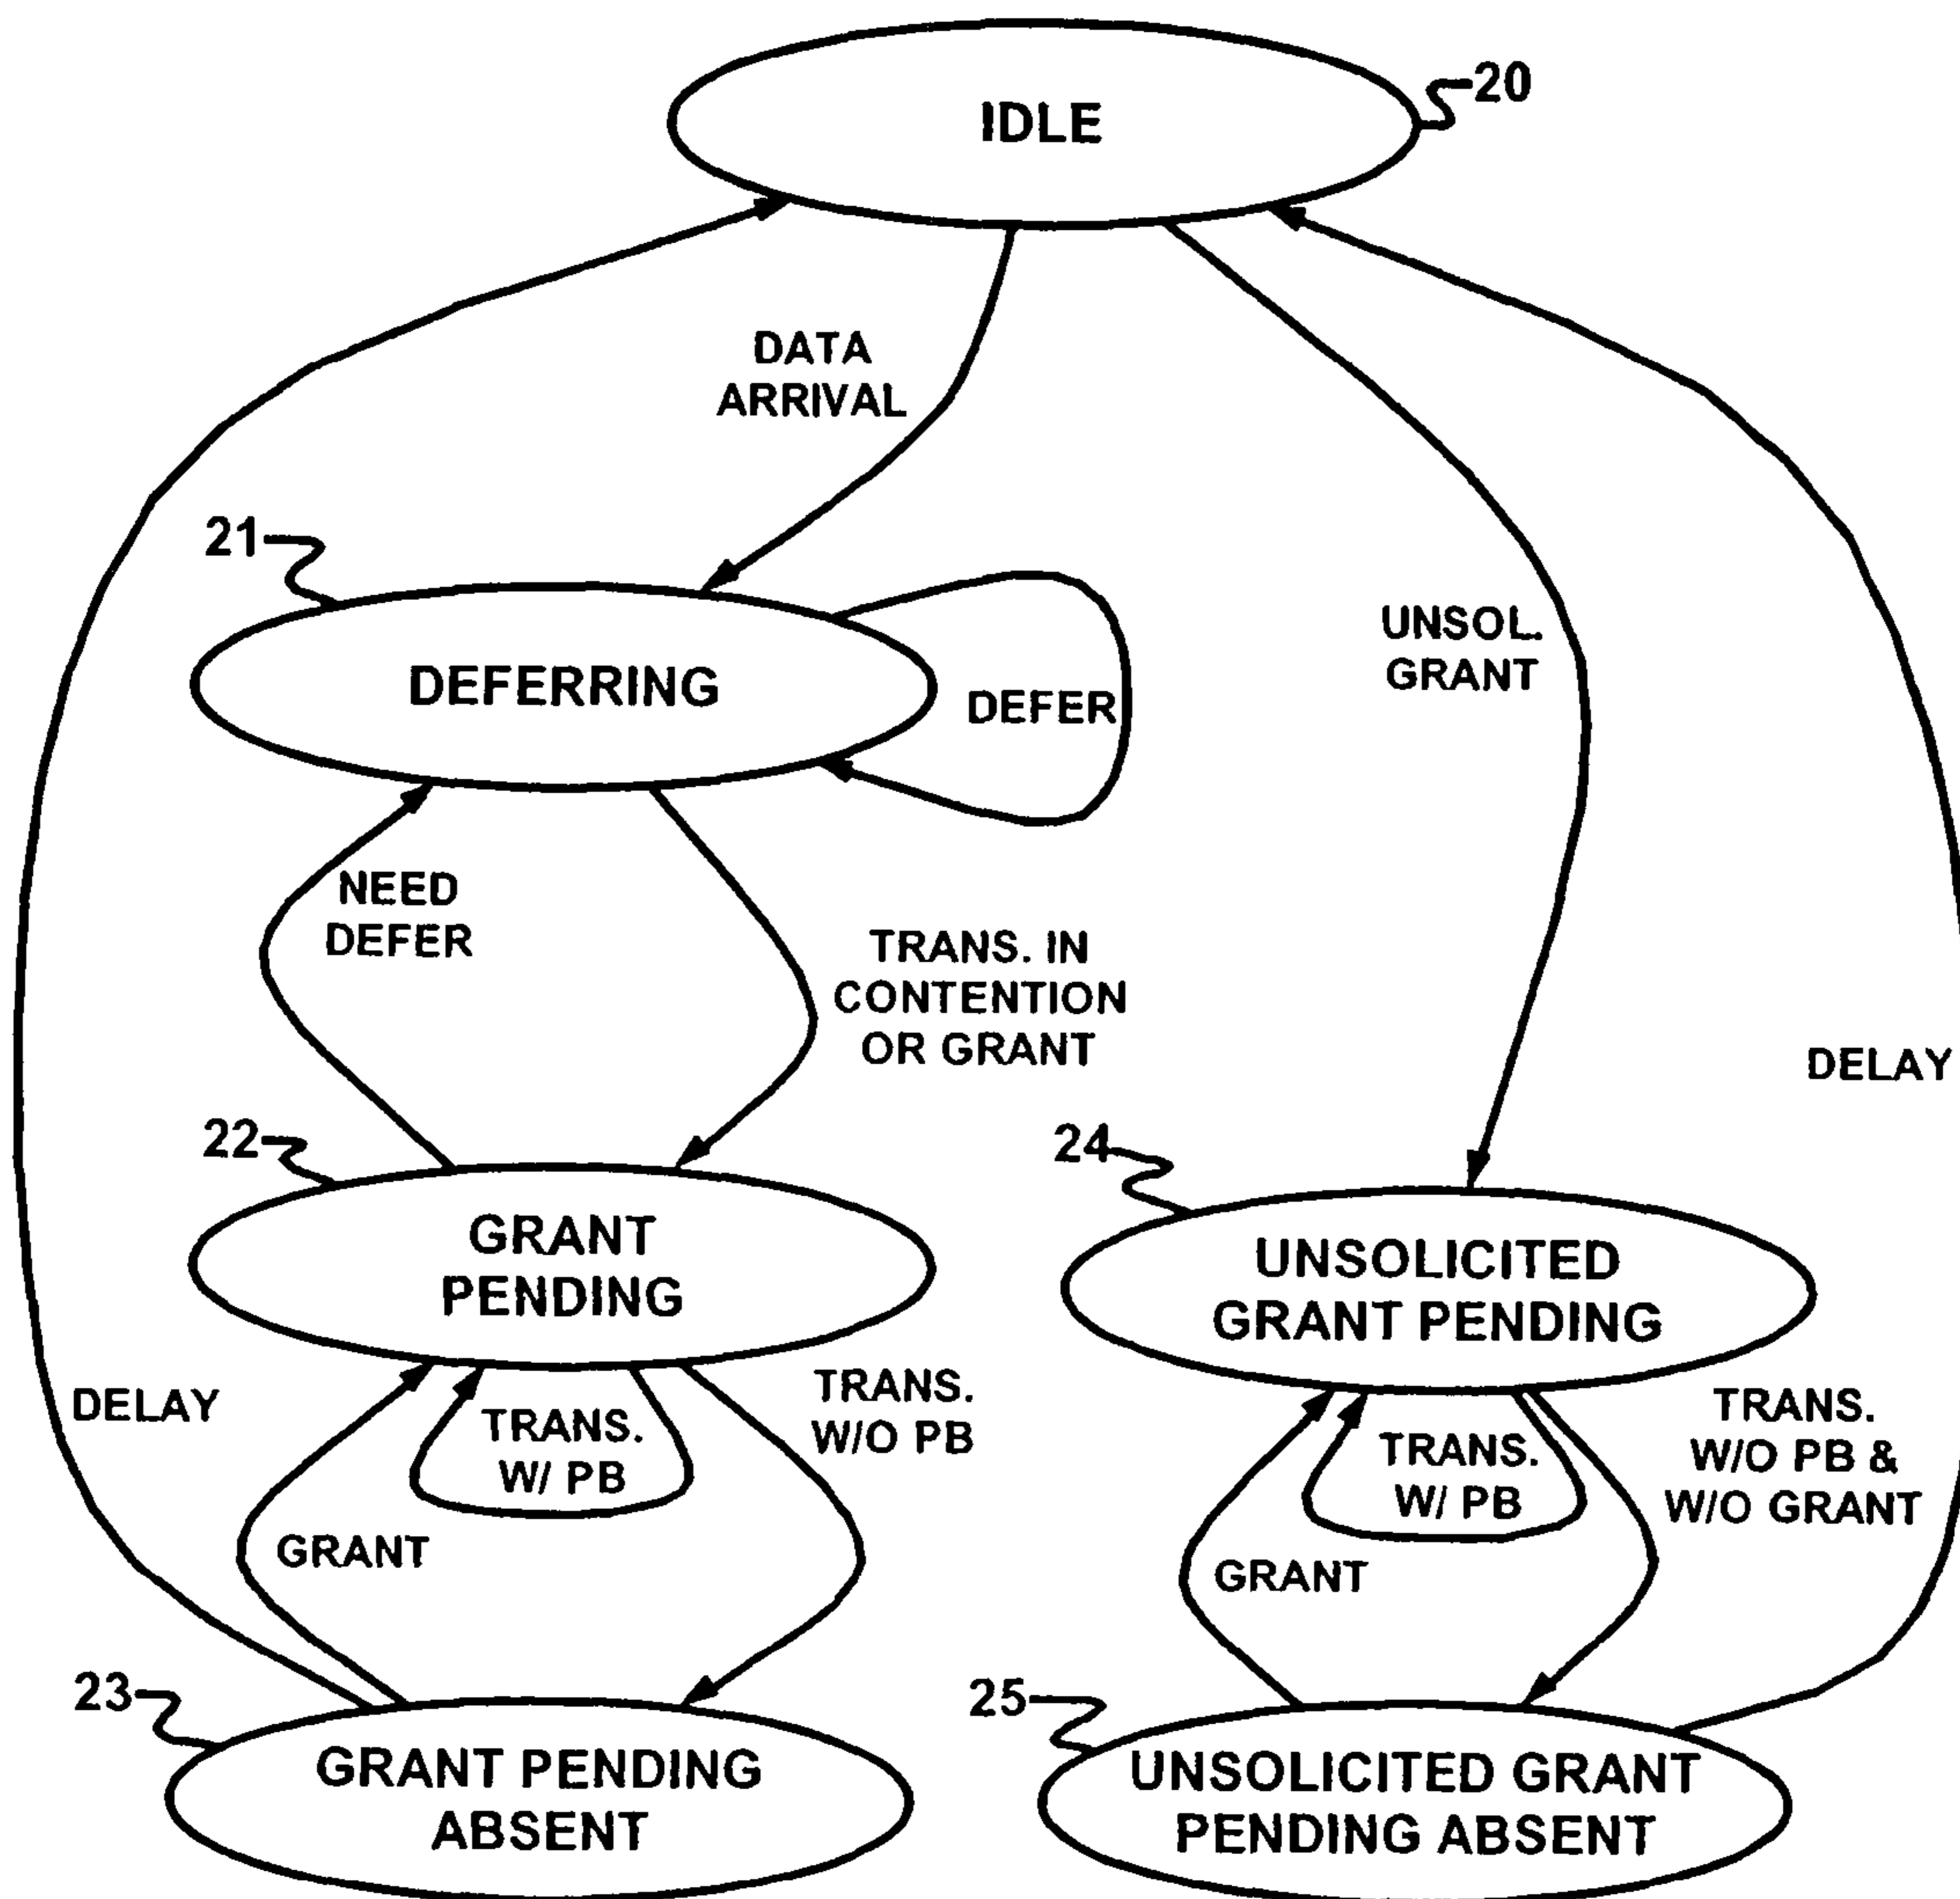 IDLE
20
DATA
ARRIVAL
21
UNSOL.
GRANT
DEFERRING
DEFER
NEED
DEFER
TRANS. IN
CONTENTION
OR GRANT
DELAY
22
24
GRANT
PENDING
UNSOLICITED
GRANT PENDING
DELAY
TRANS.
W/ PB
TRANS.
W/O PB
GRANT
TRANS.
W/ PB
TRANS.
W/O PB &
W/O GRANT
GRANT
23
25
GRANT PENDING
ABSENT
UNSOLICITED GRANT
PENDING ABSENT